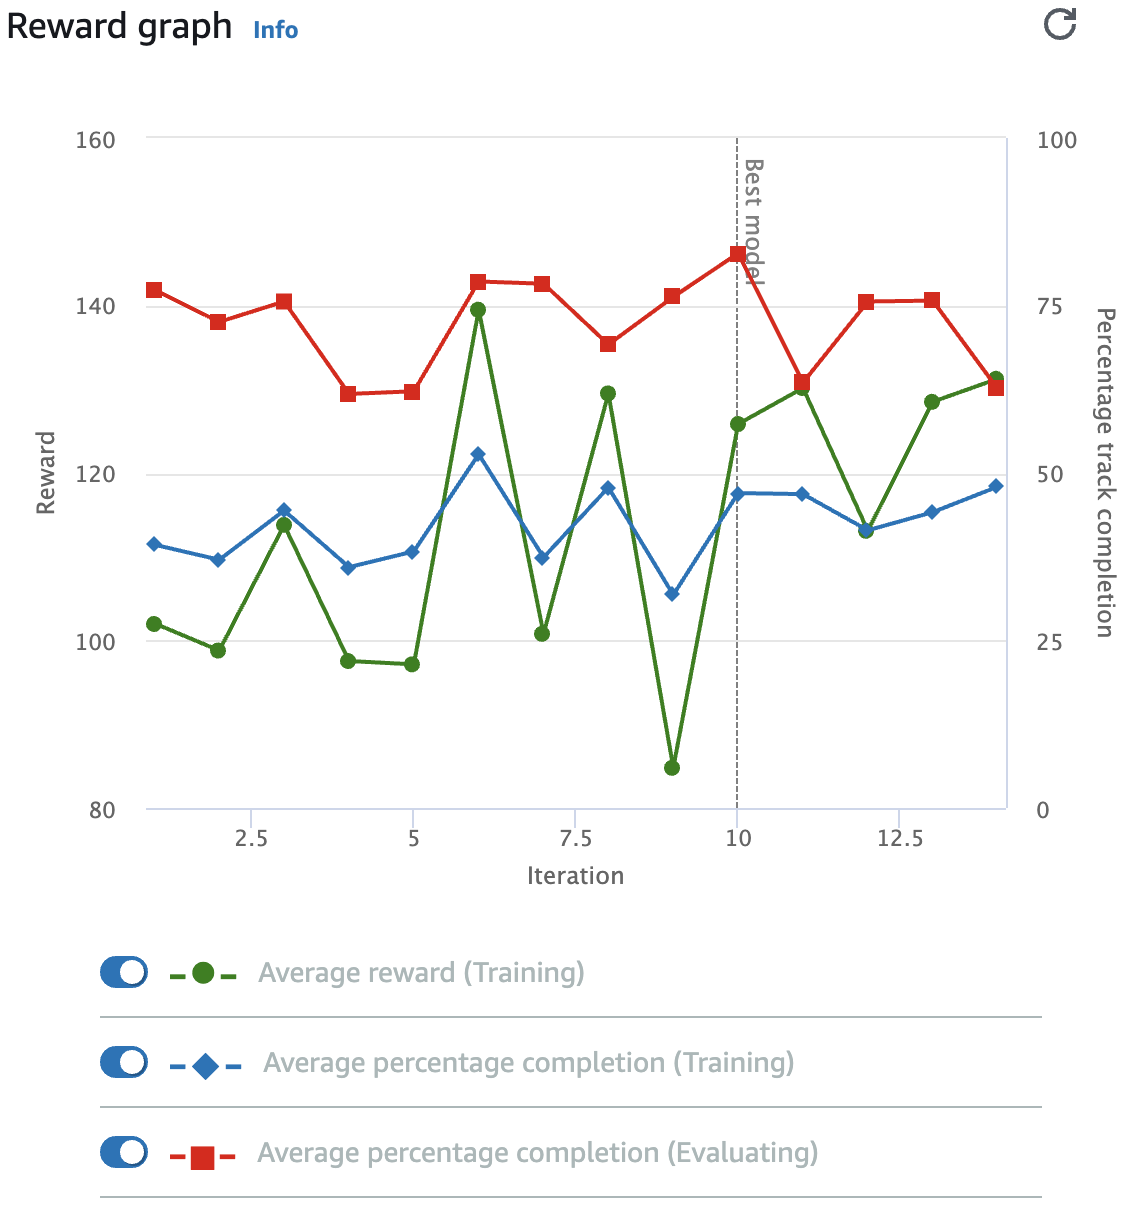 Reward graph Info
Best model
160
140
120
100
80
100
75
50
25
0
Reward
Percentage track completion
2.5 5 7.5 10 12.5
Iteration
Average reward (Training)
Average percentage completion (Training)
Average percentage completion (Evaluating)